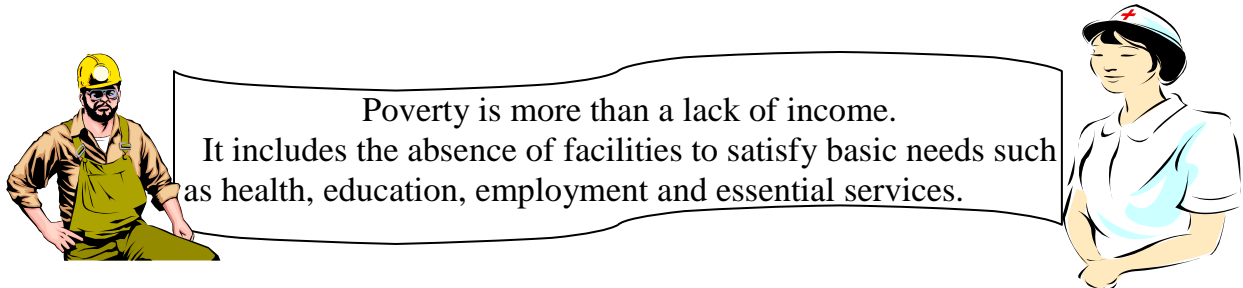 Poverty is more than a lack of income.
It includes the absence of facilities to satisfy basic needs such
as health, education, employment and essential services.